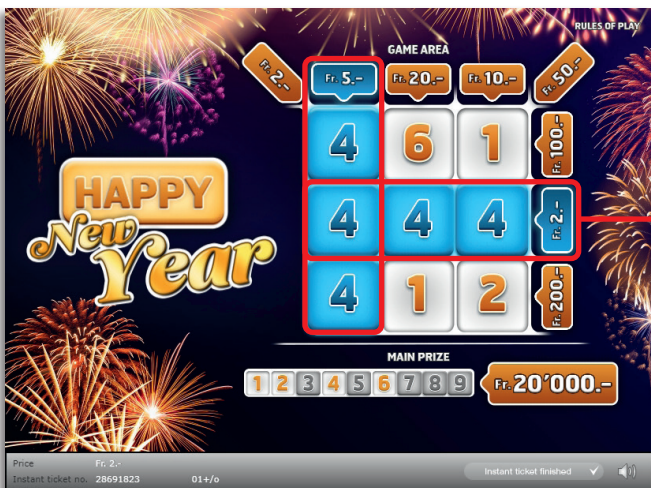 RULES OF PLAY
GAME AREA
Fr. 2.-
Fr. 5.-
Fr. 20.-
Fr. 10.-
Fr. 50.-
4 6 1 Fr. 100.-
HAPPY
New
Year
4 4 4 Fr. 2.-
4 1 2 Fr. 200.-
MAIN PRIZE
1 2 3 4 5 6 7 8 9 Fr. 20'000.-
Price Fr. 2.-
Instant ticket no. 28691823 01+/o
Instant ticket finished